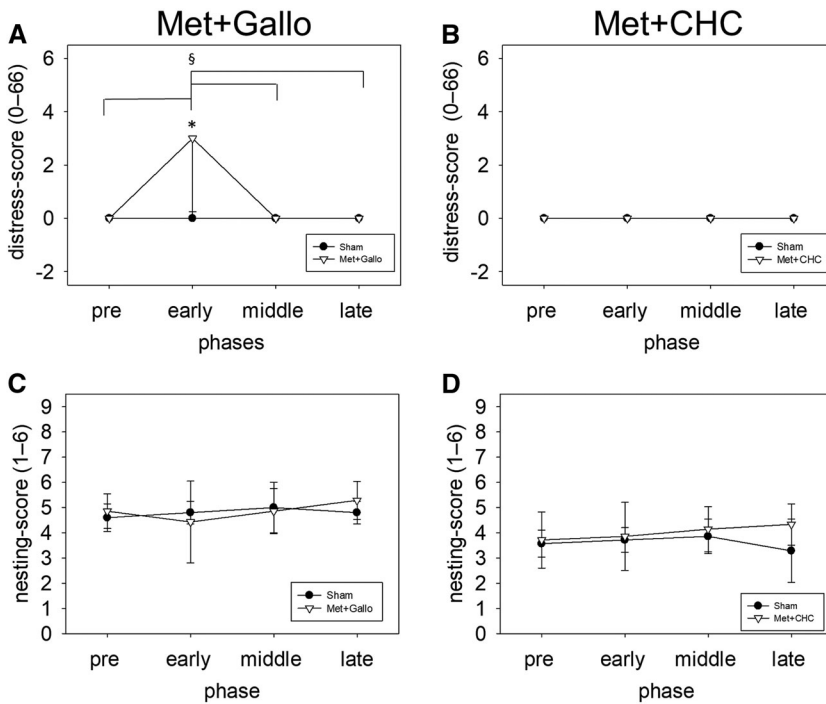 Met+Gallo
Met+CHC
A
distress-score (0–66)
6
4
2
0
-2
§
*
Sham
Met+Gallo
pre early middle late
phases
B
distress-score (0–66)
6
4
2
0
-2
Sham
Met+CHC
pre early middle late
phase
C
nesting-score (1–6)
9
8
7
6
5
4
3
2
1
0
Sham
Met+Gallo
pre early middle late
phase
D
nesting-score (1–6)
9
8
7
6
5
4
3
2
1
0
Sham
Met+CHC
pre early middle late
phase